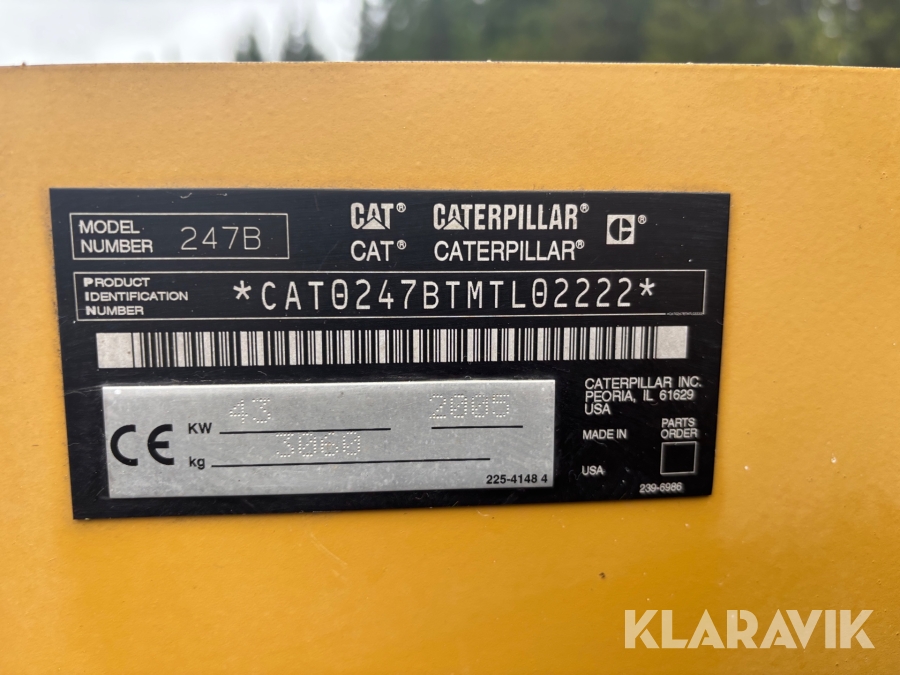 MODEL NUMBER 247B
CAT® CATERPILLAR® C®
CAT® CATERPILLAR®
PRODUCT IDENTIFICATION NUMBER *CAT0247BTMTL02222*
CE
KW 43 2005
kg 3060
225-4148 4
CATERPILLAR INC.
PEORIA, IL 61629
USA
MADE IN
USA
PARTS
ORDER
239-6986
KLARAVIK